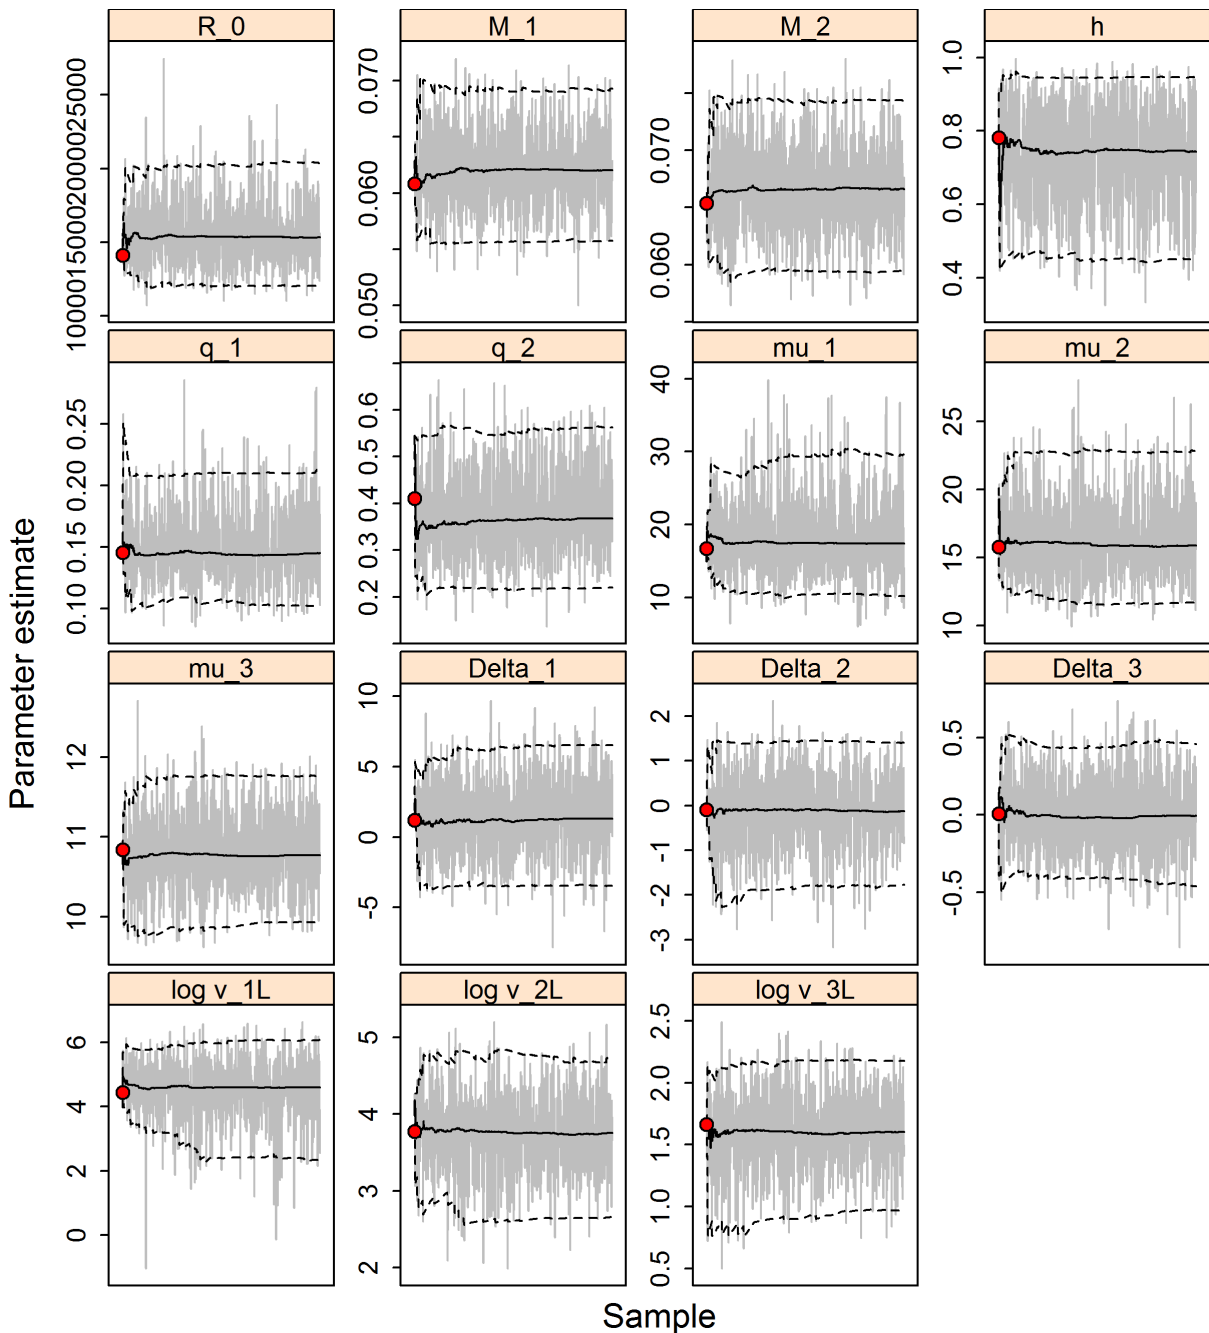 R_0 M_1 M_2 h
10000 15000 20000 25000
0.050 0.060 0.070
0.060 0.070
0.4 0.6 0.8 1.0
q_1 q_2 mu_1 mu_2
0.10 0.15 0.20 0.25
0.2 0.3 0.4 0.5 0.6
10 20 30 40
10 15 20 25
mu_3 Delta_1 Delta_2 Delta_3
10 11 12
-5 0 5 10
-3 -2 -1 0 1 2
-0.5 0.0 0.5
log v_1L log v_2L log v_3L
0 2 4 6
2 3 4 5
0.5 1.0 1.5 2.0 2.5
Parameter estimate
Sample